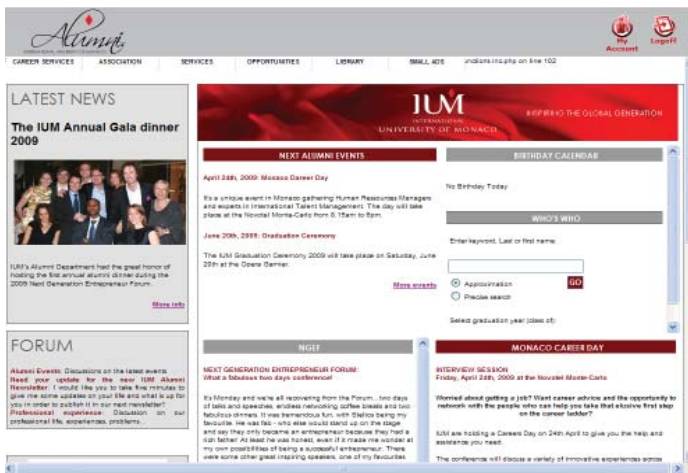 Alumni
INTERNATIONAL UNIVERSITY OF MONACO
My
Account
Logoff
CAREER SERVICES
ASSOCIATION
SERVICES
OPPORTUNITIES
LIBRARY
SMALL ADS
unctions.inc.php on line 102
LATEST NEWS
The IUM Annual Gala dinner
2009
IUM's Alumni Department had the great honor of
hosting the first annual alumni dinner during the
2009 Next Generation Entrepreneur Forum.
More info
FORUM
Alumni Events: Discussions on the latest events
Need your update for the new IUM Alumni
Newsletter: I would like you to take five minutes to
give me some updates on your life and what is up for
you in order to publish it in our next newsletter!!
Professional experience: Discussion on our
professional life, experiences, problems...
IUM
INTERNATIONAL
UNIVERSITY OF MONACO
INSPIRING THE GLOBAL GENERATION
NEXT ALUMNI EVENTS
April 24th, 2009: Monaco Career Day
It's a unique event in Monaco gathering Human Resources Managers
and experts in International Talent Management. The day will take
place at the Novotel Monte-Carlo from 8.15am to 6pm.
June 20th, 2009: Graduation Ceremony
The IUM Graduation Ceremony 2009 will take place on Saturday, June
20th at the Opera Garnier.
More events
BIRTHDAY CALENDAR
No Birthday Today
WHO'S WHO
Enter keyword, Last or first name:
GO
Approximation
Precise search
Select graduation year (class of):
NGEF
NEXT GENERATION ENTREPRENEUR FORUM:
What a fabulous two days conference!
It's Monday and we're all recovering from the Forum... two days
of talks and speeches, endless networking coffee breaks and two
fabulous dinners. It was tremendous fun, with Stelios being my
favourite. He was fab - who else would stand up on the stage
and say they only became an entrepreneur because they had a
rich father! At least he was honest, even if it made me wonder at
my own possibilities of being a successful entrepreneur. There
were some other great inspiring speakers, one of my favourites
MONACO CAREER DAY
INTERVIEW SESSION
Friday, April 24th, 2009 at the Novotel Monte-Carlo
Worried about getting a job? Want career advice and the opportunity to
network with the people who can help you take that elusive first step
on the career ladder?
IUM are holding a Careers Day on 24th April to give you the help and
assistance you need.
The conference will discuss a variety of innovative experiences across